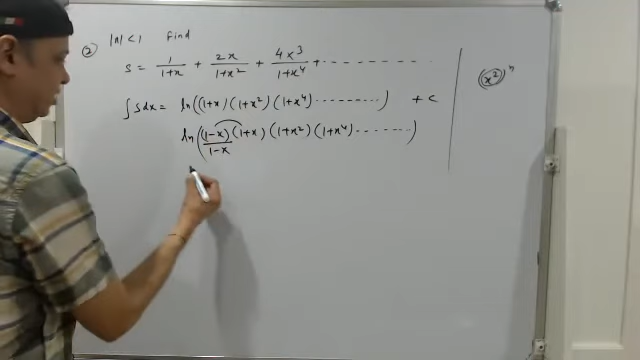 ② |n|<1 Find
S = 1/(1+x) + 2x/(1+x²) + 4x³/(1+x⁴) + ---------
∫Sdx = ln((1+x)(1+x²)(1+x⁴)---------) + C
ln((1-x)/(1-x) (1+x)(1+x²)(1+x⁴)-------)
(x²)ⁿ